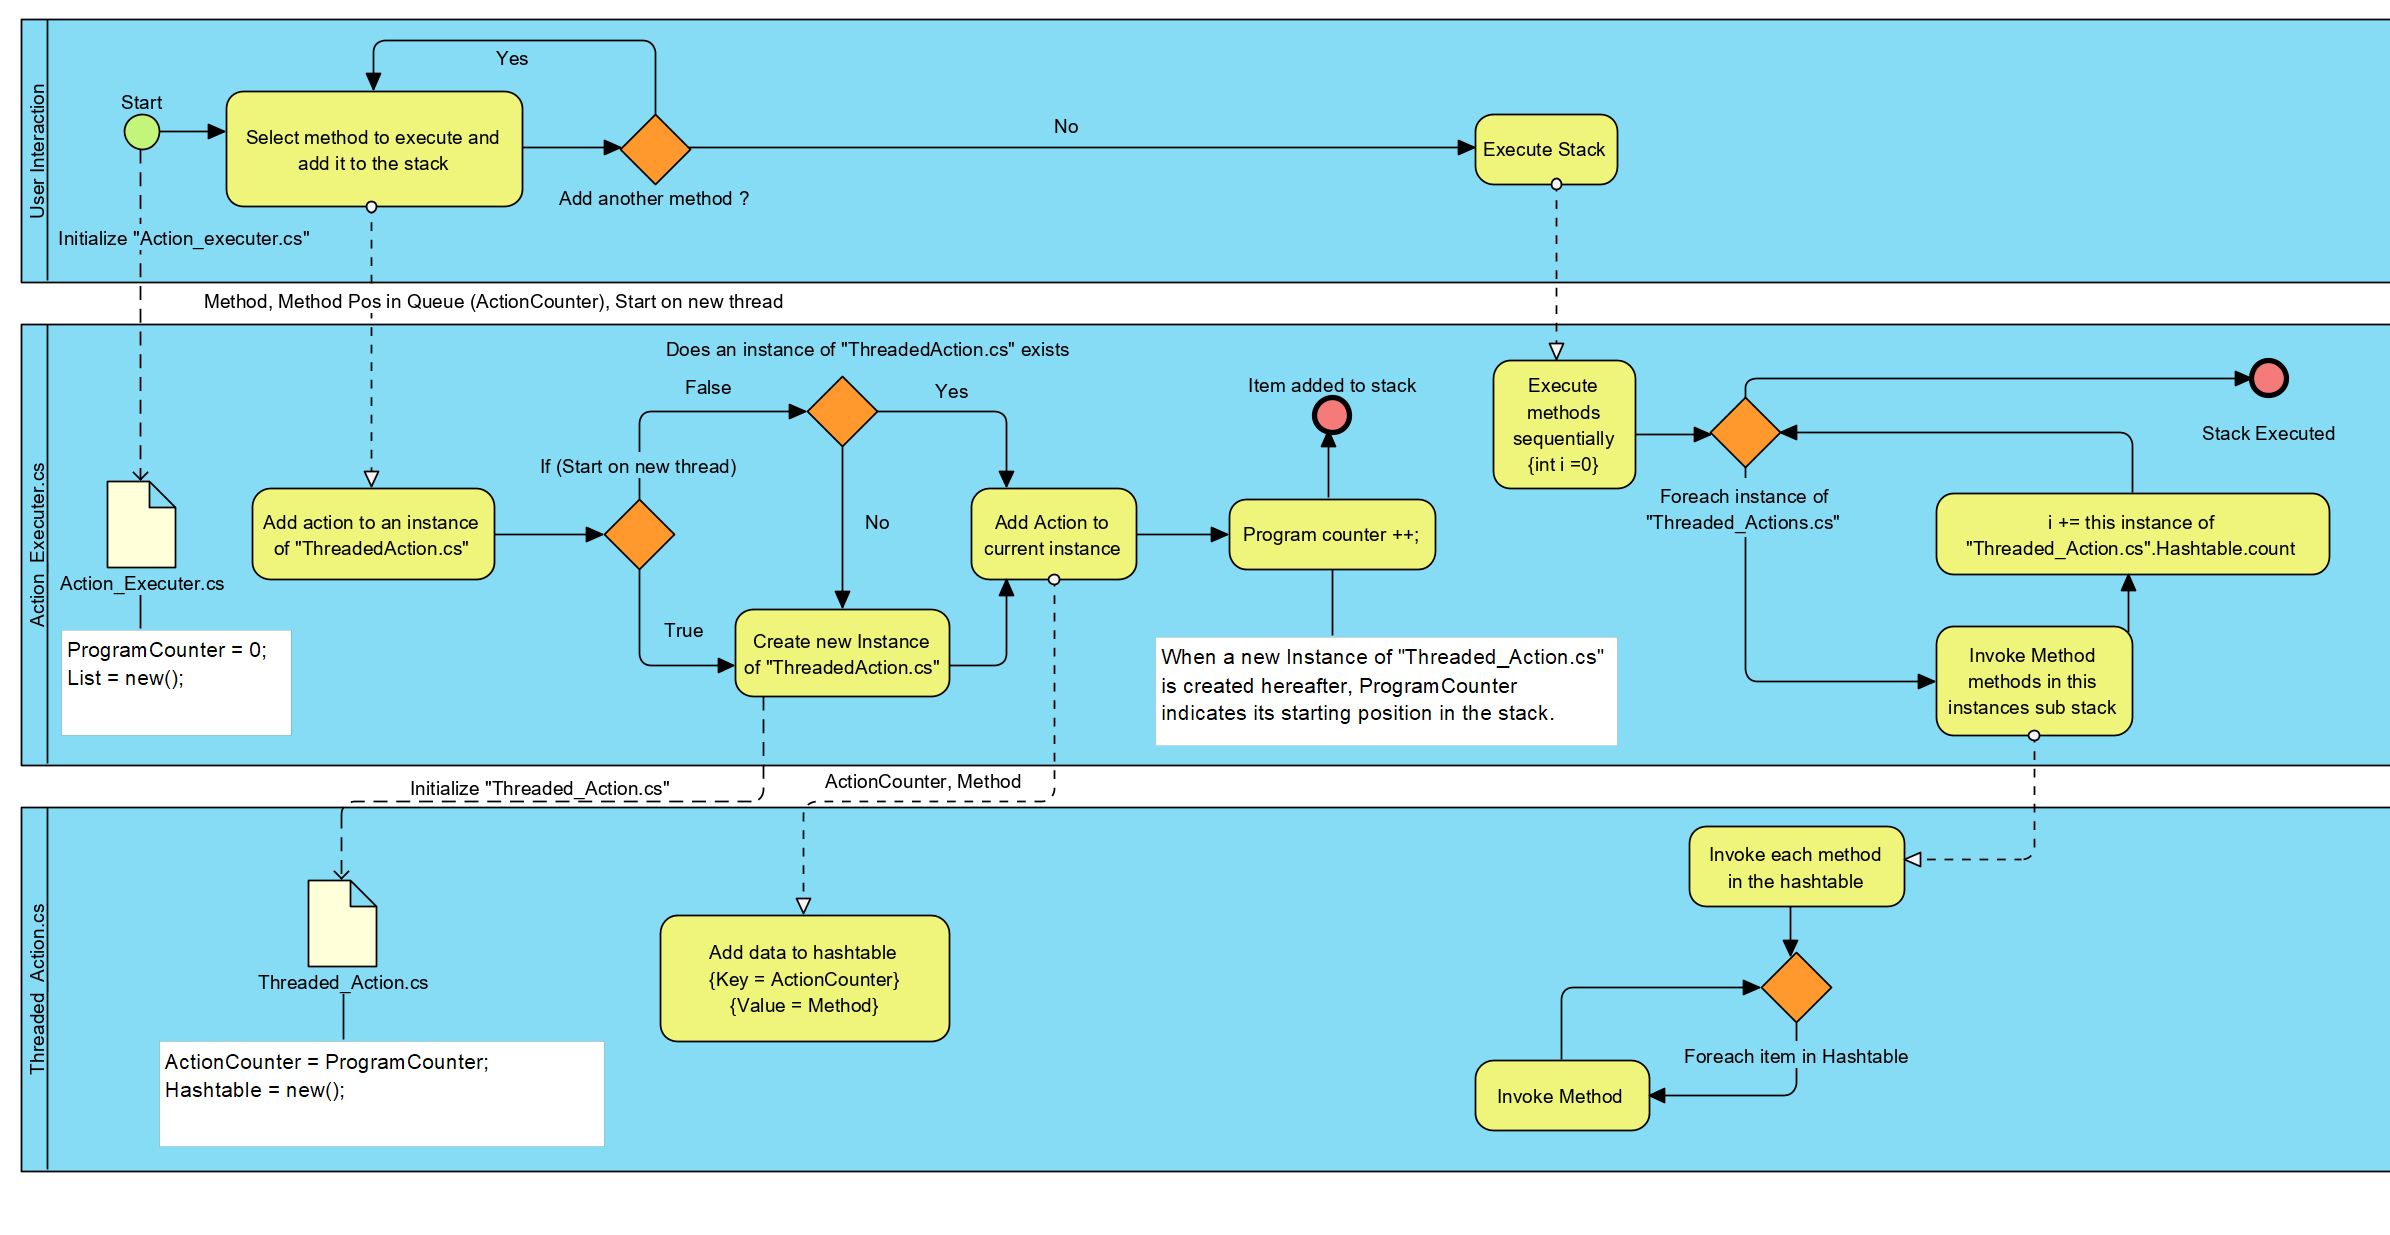 User Interaction
Start
Yes
Select method to execute and
add it to the stack
Add another method ?
No
Execute Stack
Initialize "Action_executer.cs"
Method, Method Pos in Queue (ActionCounter), Start on new thread
Action_Executer.cs
Action_Executer.cs
ProgramCounter = 0;
List = new();
Add action to an instance
of "ThreadedAction.cs"
If (Start on new thread)
False
True
Does an instance of "ThreadedAction.cs" exists
Yes
No
Create new Instance
of "ThreadedAction.cs"
Add Action to
current instance
Item added to stack
Program counter ++;
When a new Instance of "Threaded_Action.cs"
is created hereafter, ProgramCounter
indicates its starting position in the stack.
Execute
methods
sequentially
{int i =0}
Foreach instance of
"Threaded_Actions.cs"
Stack Executed
i += this instance of
"Threaded_Action.cs".Hashtable.count
Invoke Method
methods in this
instances sub stack
Initialize "Threaded_Action.cs"
ActionCounter, Method
Threaded_Action.cs
Threaded_Action.cs
ActionCounter = ProgramCounter;
Hashtable = new();
Add data to hashtable
{Key = ActionCounter}
{Value = Method}
Invoke each method
in the hashtable
Foreach item in Hashtable
Invoke Method